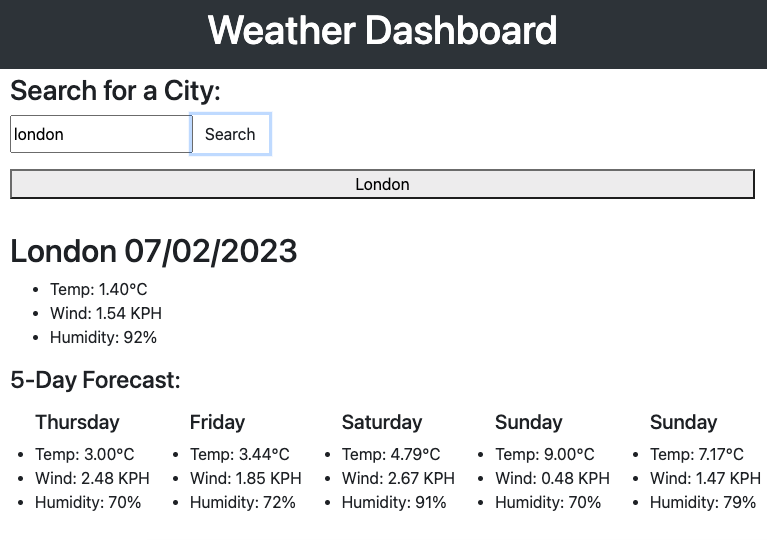 Weather Dashboard
Search for a City:
london Search
London
London 07/02/2023
• Temp: 1.40°C
• Wind: 1.54 KPH
• Humidity: 92%
5-Day Forecast:
Thursday Friday Saturday Sunday Sunday
• Temp: 3.00°C • Temp: 3.44°C • Temp: 4.79°C • Temp: 9.00°C • Temp: 7.17°C
• Wind: 2.48 KPH • Wind: 1.85 KPH • Wind: 2.67 KPH • Wind: 0.48 KPH • Wind: 1.47 KPH
• Humidity: 70% • Humidity: 72% • Humidity: 91% • Humidity: 70% • Humidity: 79%